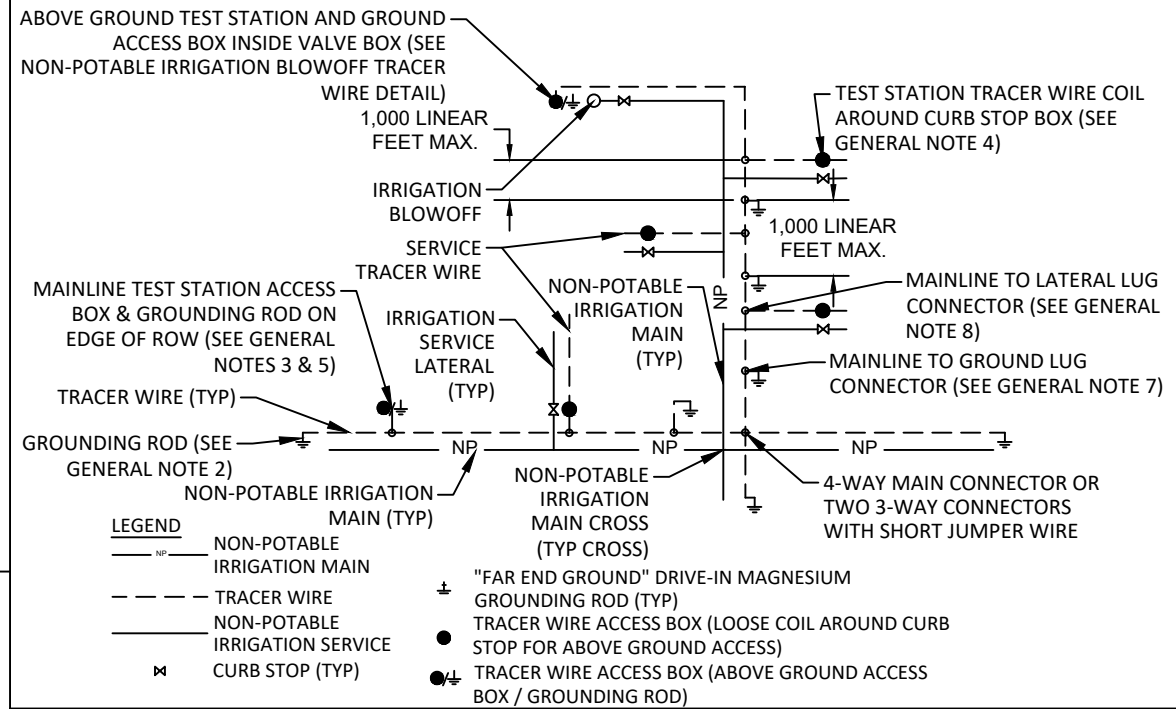 ABOVE GROUND TEST STATION AND GROUND
ACCESS BOX INSIDE VALVE BOX (SEE
NON-POTABLE IRRIGATION BLOWOFF TRACER
WIRE DETAIL)
1,000 LINEAR
FEET MAX.
TEST STATION TRACER WIRE COIL
AROUND CURB STOP BOX (SEE
GENERAL NOTE 4)
IRRIGATION
BLOWOFF
SERVICE
TRACER WIRE
1,000 LINEAR
FEET MAX.
MAINLINE TEST STATION ACCESS
BOX & GROUNDING ROD ON
EDGE OF ROW (SEE GENERAL
NOTES 3 & 5)
IRRIGATION
SERVICE
LATERAL
(TYP)
NON-POTABLE
IRRIGATION
MAIN
(TYP)
NP
MAINLINE TO LATERAL LUG
CONNECTOR (SEE GENERAL
NOTE 8)
MAINLINE TO GROUND LUG
CONNECTOR (SEE GENERAL NOTE 7)
TRACER WIRE (TYP)
GROUNDING ROD (SEE
GENERAL NOTE 2)
NP
NP
NP
NON-POTABLE IRRIGATION
MAIN (TYP)
NON-POTABLE
IRRIGATION
MAIN CROSS
(TYP CROSS)
4-WAY MAIN CONNECTOR OR
TWO 3-WAY CONNECTORS
WITH SHORT JUMPER WIRE
LEGEND
NP
NON-POTABLE
IRRIGATION MAIN
TRACER WIRE
NON-POTABLE
IRRIGATION SERVICE
CURB STOP (TYP)
"FAR END GROUND" DRIVE-IN MAGNESIUM
GROUNDING ROD (TYP)
TRACER WIRE ACCESS BOX (LOOSE COIL AROUND CURB
STOP FOR ABOVE GROUND ACCESS)
TRACER WIRE ACCESS BOX (ABOVE GROUND ACCESS
BOX / GROUNDING ROD)